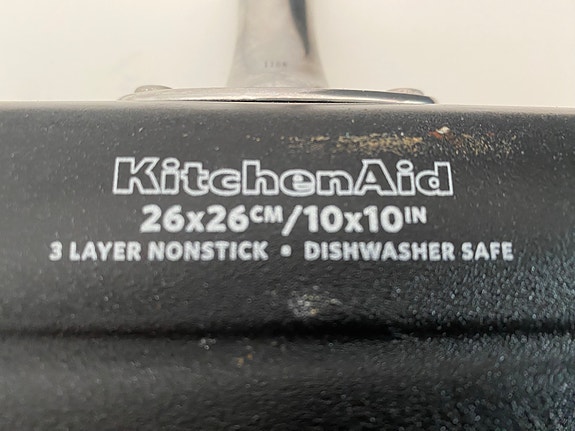 KitchenAid
26x26CM/10x10IN
3 LAYER NONSTICK • DISHWASHER SAFE